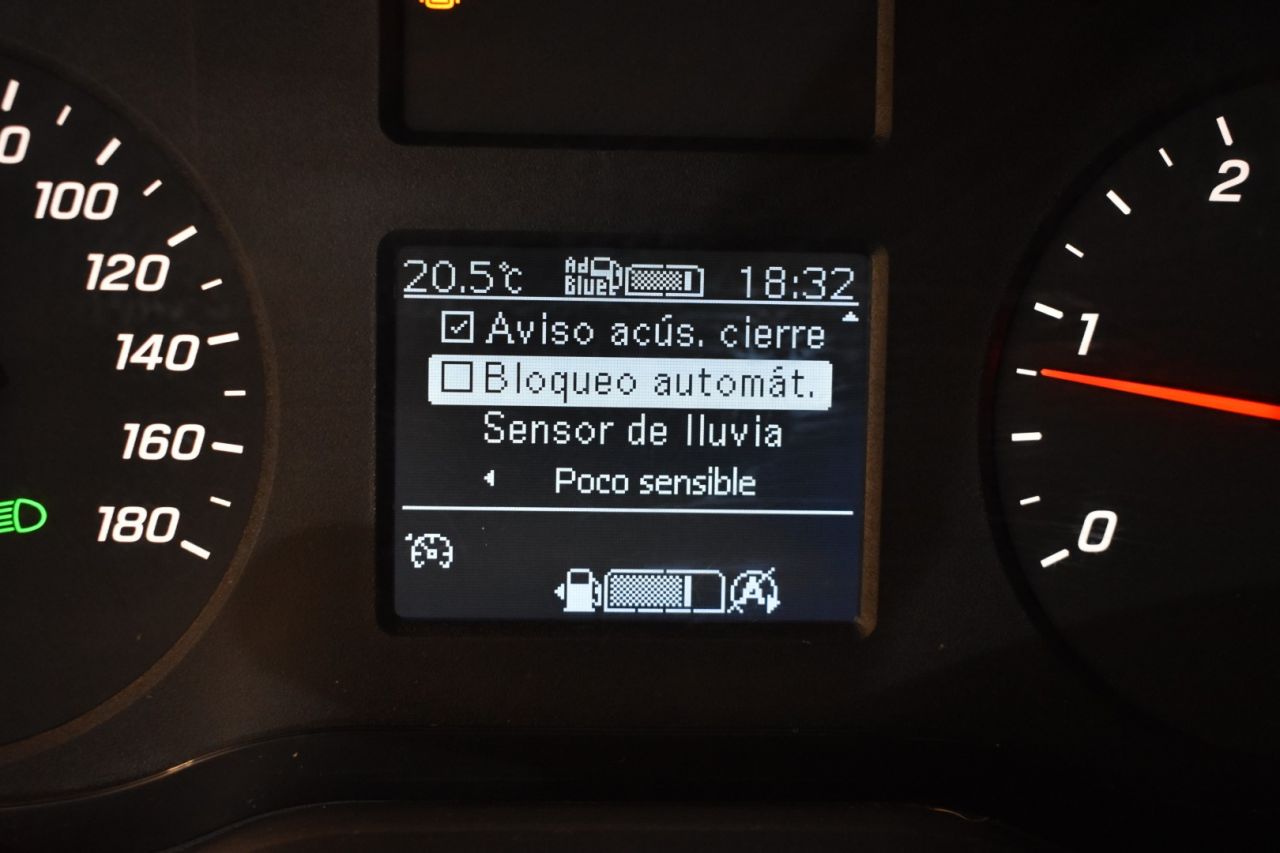 100
120
140
160
180
20.5°C AdBlue 18:32
Aviso acús. cierre
Bloqueo automát.
Sensor de lluvia
Poco sensible
A
2
1
0